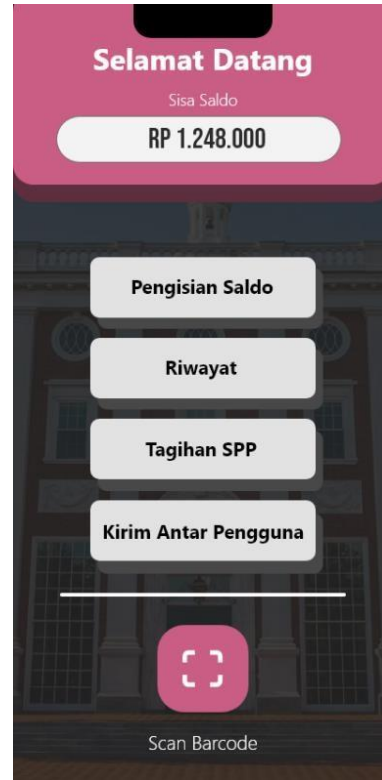 Selamat Datang
Sisa Saldo
RP 1.248.000
Pengisian Saldo
Riwayat
Tagihan SPP
Kirim Antar Pengguna
Scan Barcode